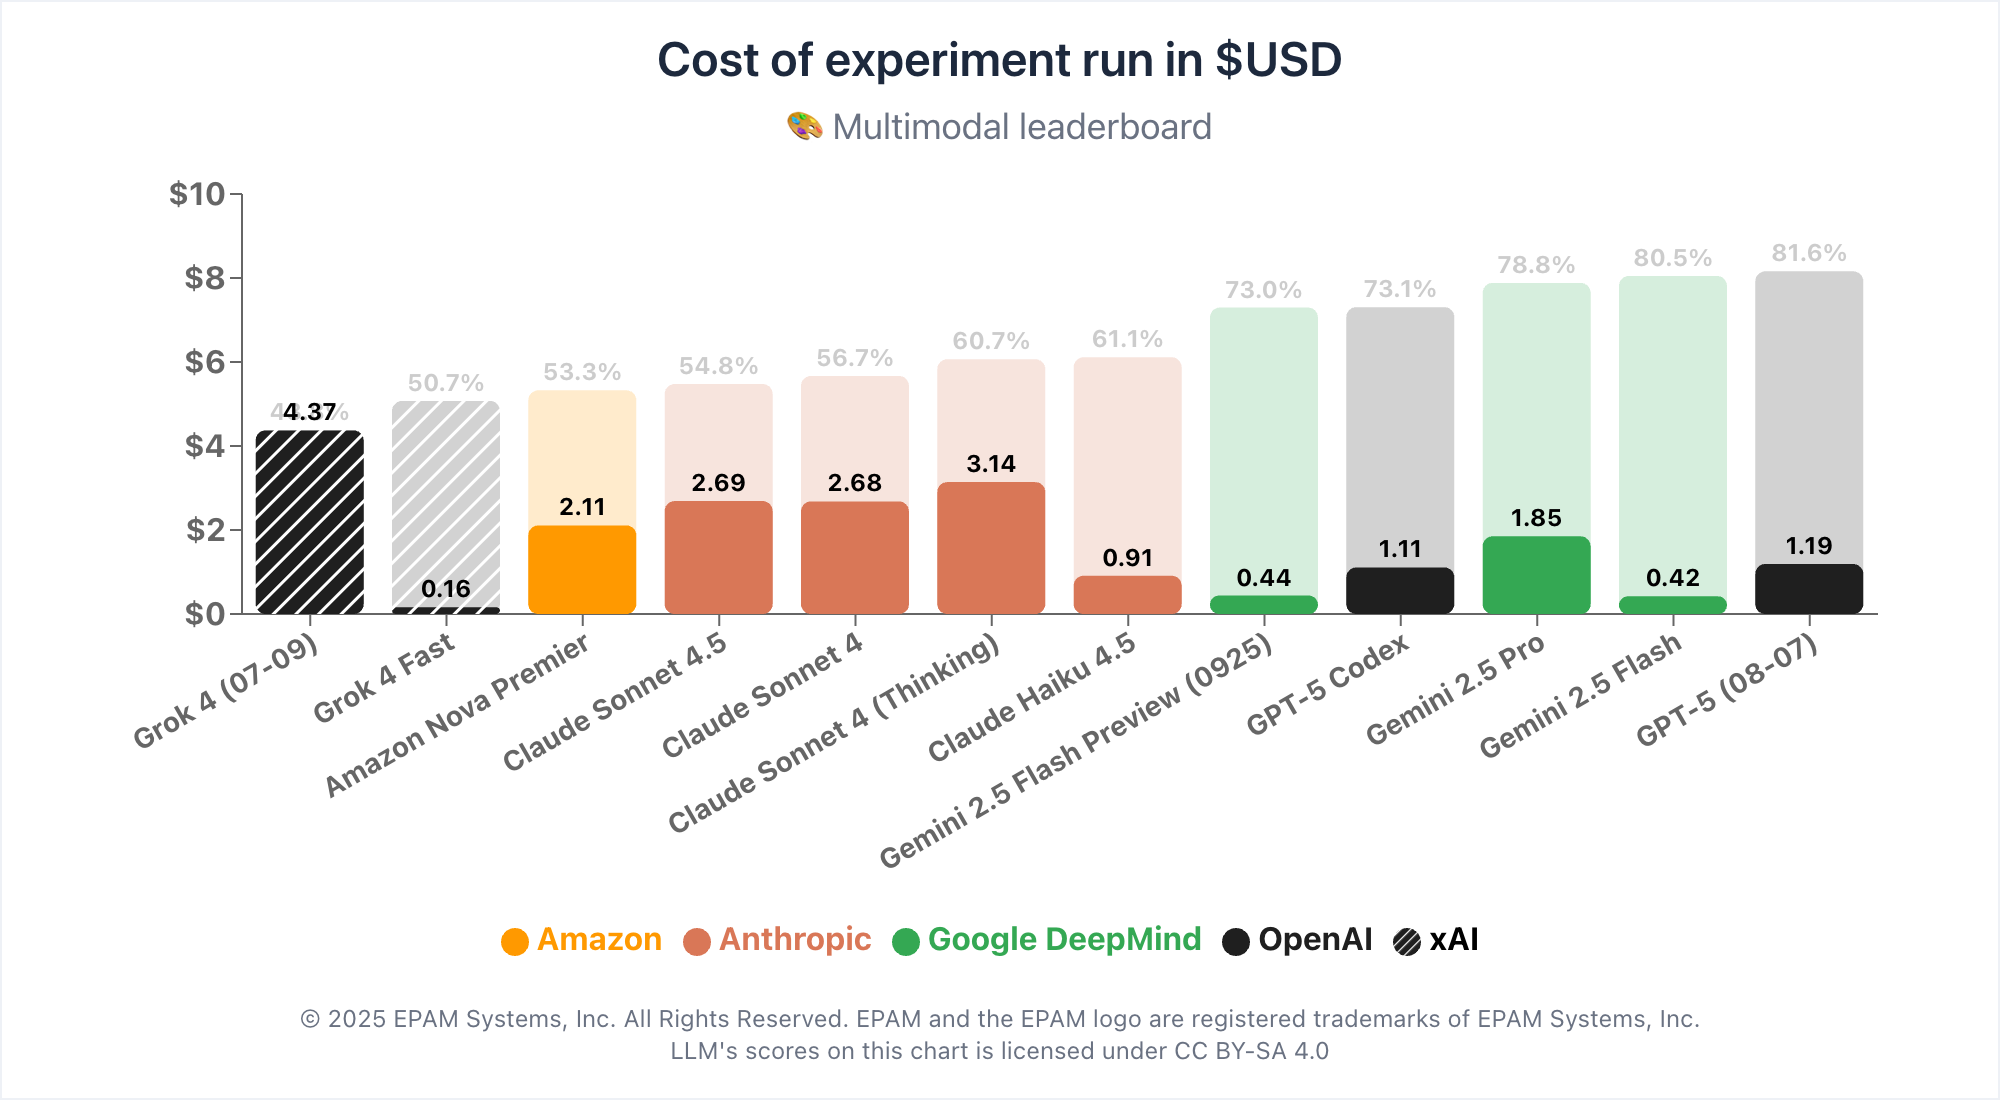 Cost of experiment run in $USD
🎨 Multimodal leaderboard
$10
$8
$6
$4
$2
$0
4.37
50.7%
0.16
53.3%
2.11
54.8%
2.69
56.7%
2.68
60.7%
3.14
61.1%
0.91
73.0%
0.44
73.1%
1.11
78.8%
1.85
80.5%
0.42
81.6%
1.19
Grok 4 (07-09)
Grok 4 Fast
Amazon Nova Premier
Claude Sonnet 4.5
Claude Sonnet 4
Claude Sonnet 4 (Thinking)
Claude Haiku 4.5
Gemini 2.5 Flash Preview (0925)
GPT-5 Codex
Gemini 2.5 Pro
Gemini 2.5 Flash
GPT-5 (08-07)
Amazon Anthropic Google DeepMind OpenAI xAI
© 2025 EPAM Systems, Inc. All Rights Reserved. EPAM and the EPAM logo are registered trademarks of EPAM Systems, Inc.
LLM's scores on this chart is licensed under CC BY-SA 4.0